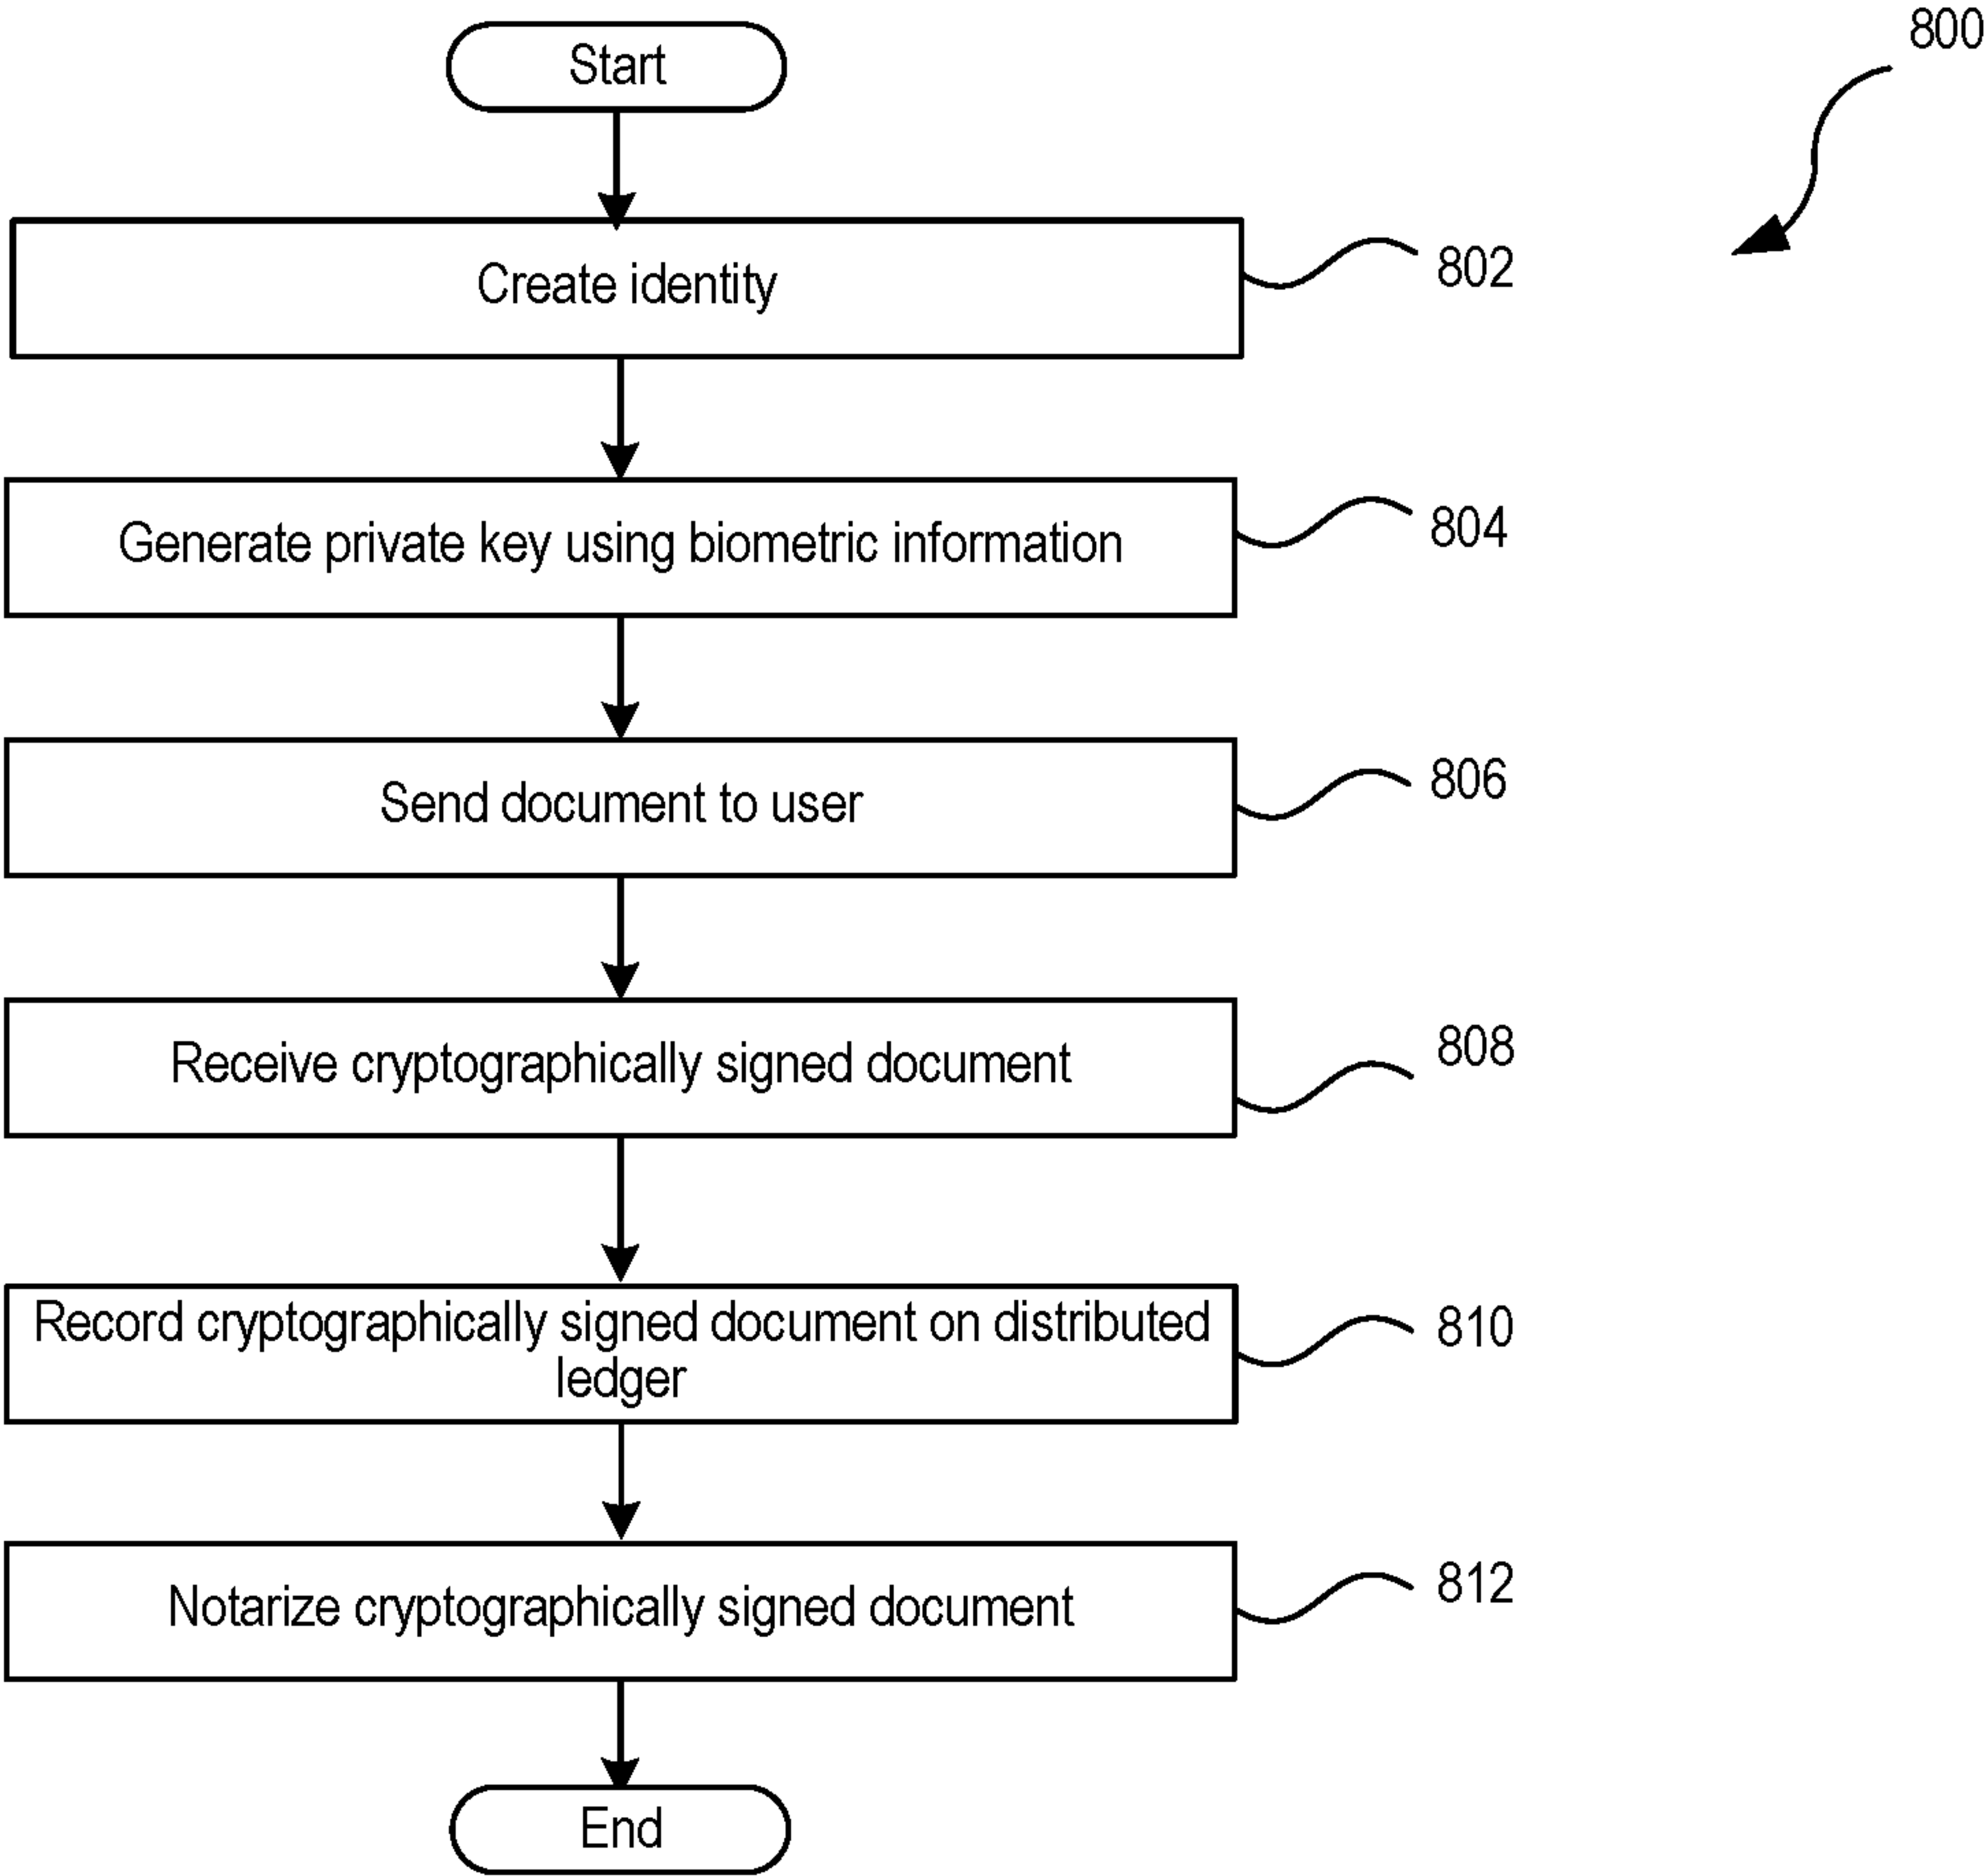 800
Start
Create identity
802
Generate private key using biometric information
804
Send document to user
806
Receive cryptographically signed document
808
Record cryptographically signed document on distributed
ledger
810
Notarize cryptographically signed document
812
End